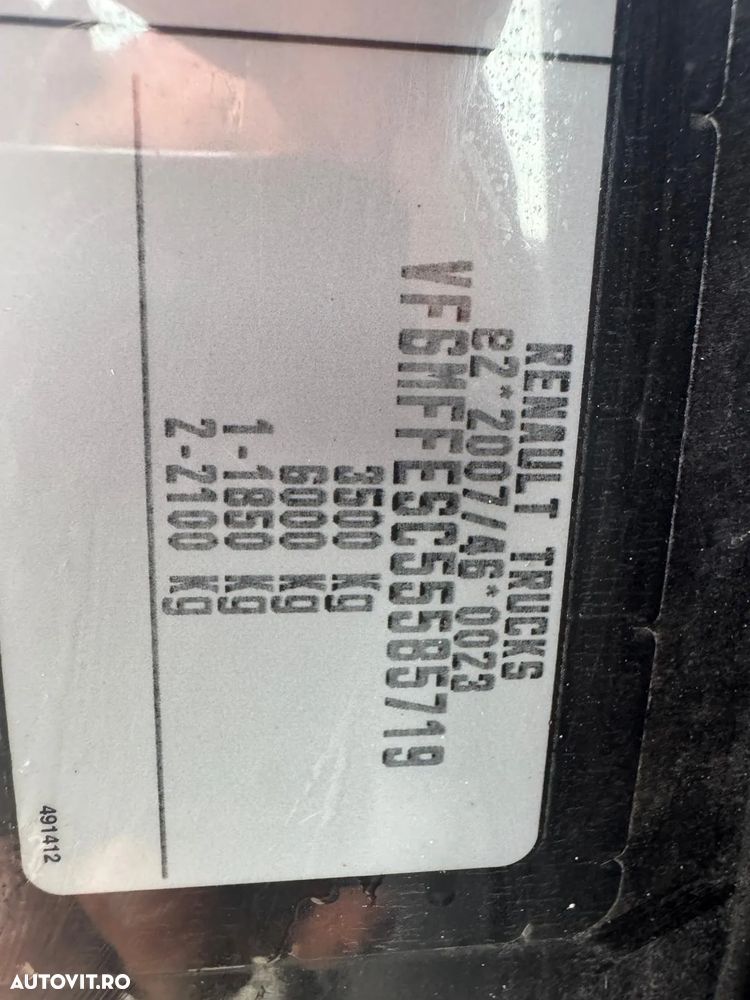 RENAULT TRUCKS
e2*2007/46*0023
VF6MFFESC55585719
3500 kg
6000 kg
1-1850 kg
2-2100 kg
491412
AUTOVIT.RO